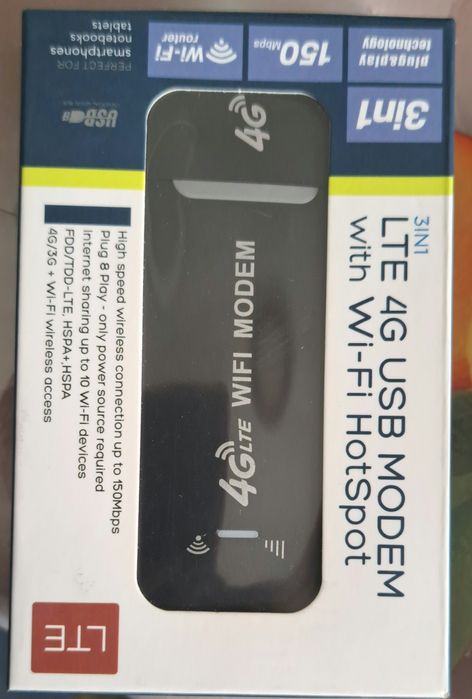 3in1
plug&play
technology
150 Mbps
Wi-Fi
router
PERFECT FOR
smartphones
notebooks
tablets
USB
4G
3IN1
LTE 4G USB MODEM
with Wi-Fi HotSpot
4G LTE WIFI MODEM
High speed wireless connection up to 150Mbps
Plug & Play - only power source required
Internet sharing up to 10 Wi-Fi devices
FDD/TDD-LTE, HSPA+,HSPA
4G/3G + Wi-Fi wireless access
LTE